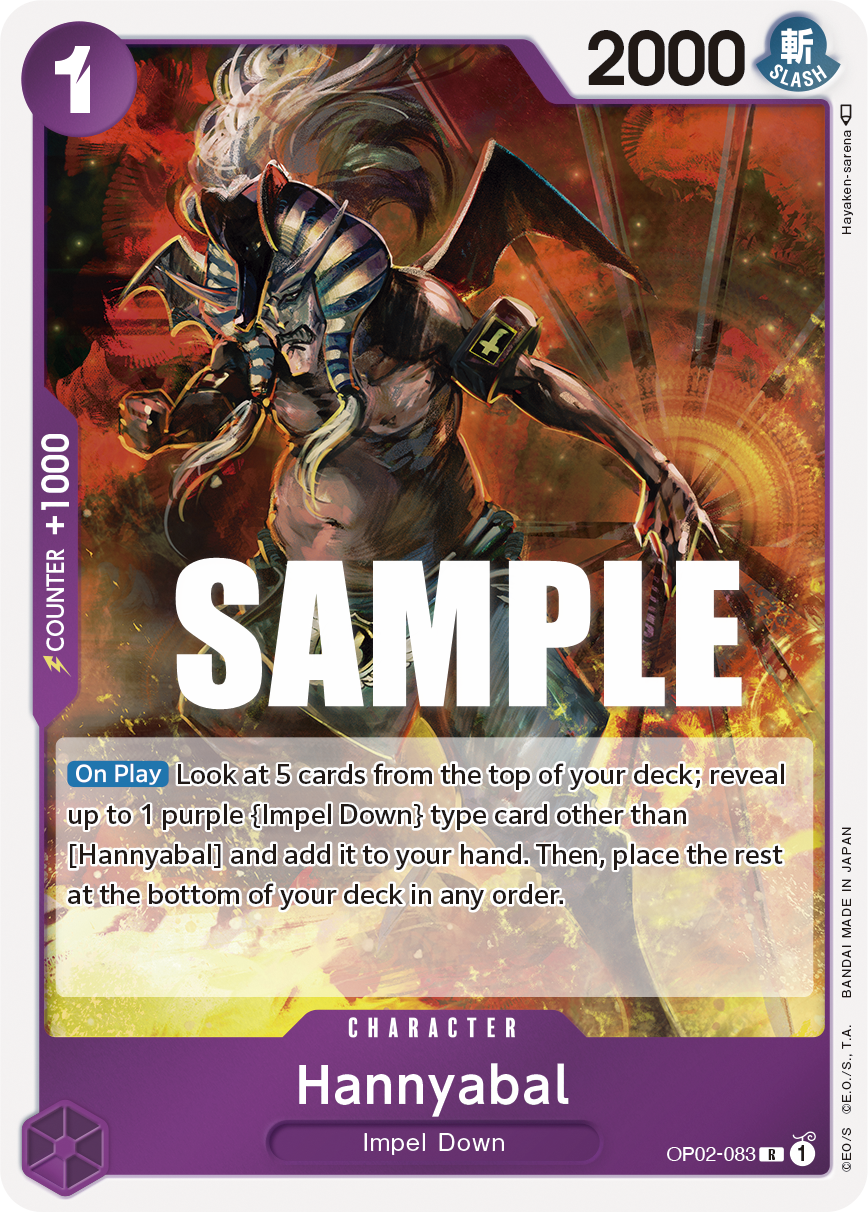 1
2000
斬
SLASH
Hayaken-sarena
COUNTER +1000
SAMPLE
On Play Look at 5 cards from the top of your deck; reveal
up to 1 purple {Impel Down} type card other than
[Hannyabal] and add it to your hand. Then, place the rest
at the bottom of your deck in any order.
CHARACTER
Hannyabal
Impel Down
OP02-083 R 1
©EO/S ©E.O./S., T.A. BANDAI MADE IN JAPAN